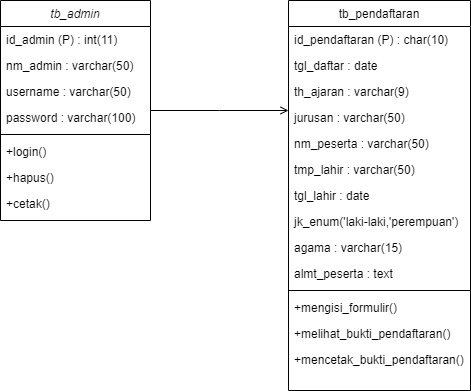 tb_admin
id_admin (P) : int(11)
nm_admin : varchar(50)
username : varchar(50)
password : varchar(100)
+login()
+hapus()
+cetak()
tb_pendaftaran
id_pendaftaran (P) : char(10)
tgl_daftar : date
th_ajaran : varchar(9)
jurusan : varchar(50)
nm_peserta : varchar(50)
tmp_lahir : varchar(50)
tgl_lahir : date
jk_enum('laki-laki,'perempuan')
agama : varchar(15)
almt_peserta : text
+mengisi_formulir()
+melihat_bukti_pendaftaran()
+mencetak_bukti_pendaftaran()